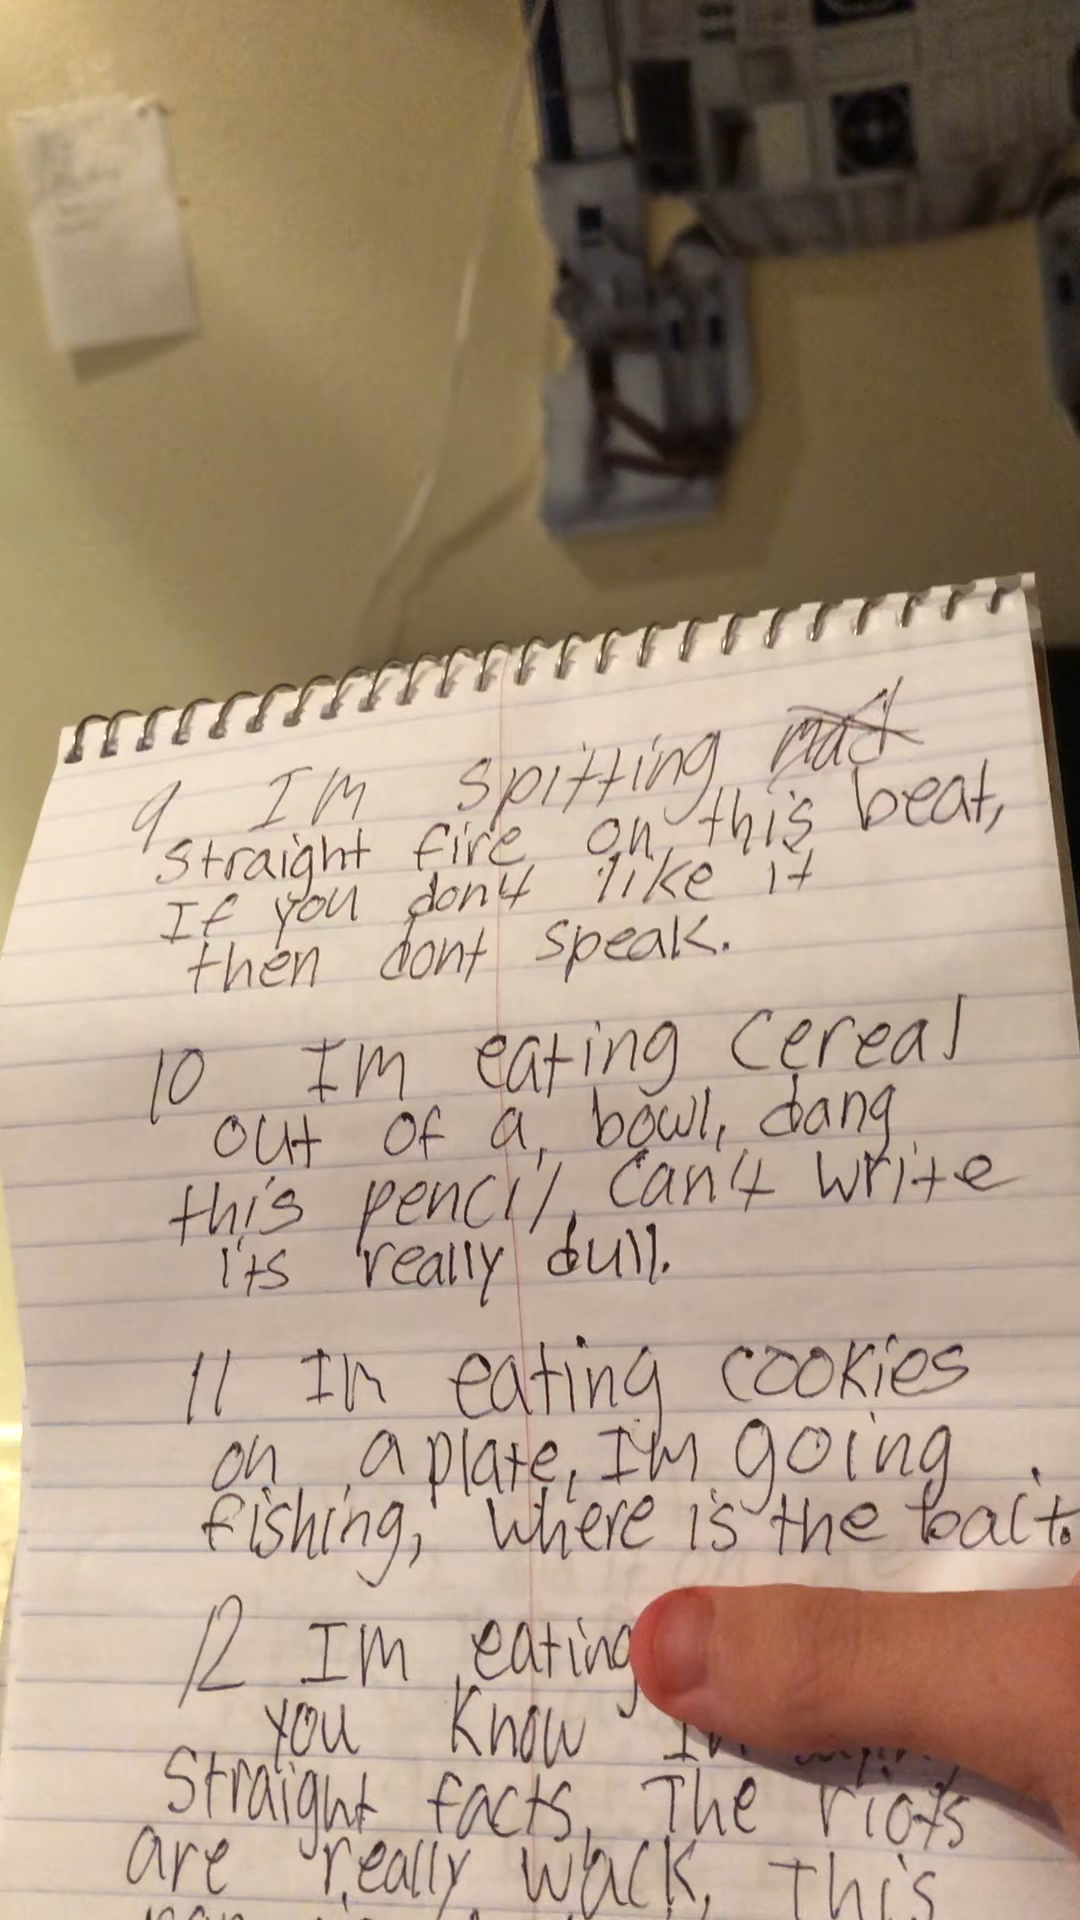 9 Im spitting
straight fire on this beat,
If you don't like it
then dont speak.
10 Im eating cereal
out of a bowl, dang
this pencil can't write
its really dull.
11 Im eating cookies
on a plate, Im going
fishing, where is the bait.
12 Im eating
you know Im
straight facts, The riots
are really wack, This